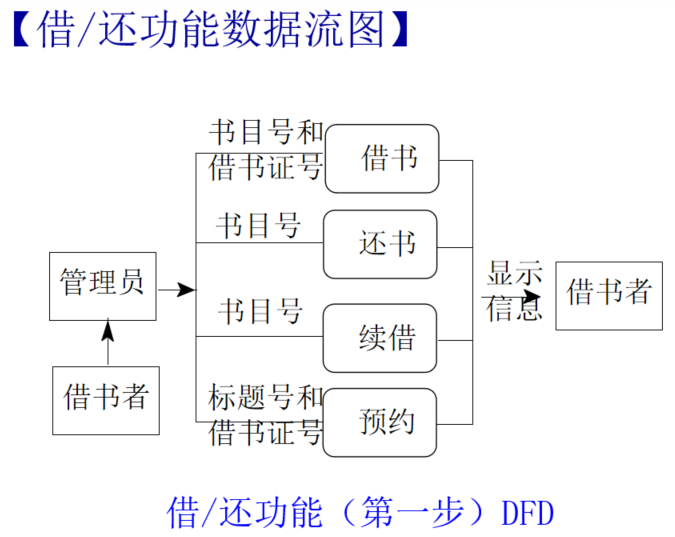 【借/还功能数据流图】
书目号和
借书证号
借书
书目号
还书
管理员
显示
信息
借书者
书目号
续借
借书者
标题号和
借书证号
预约
借/还功能（第一步）DFD